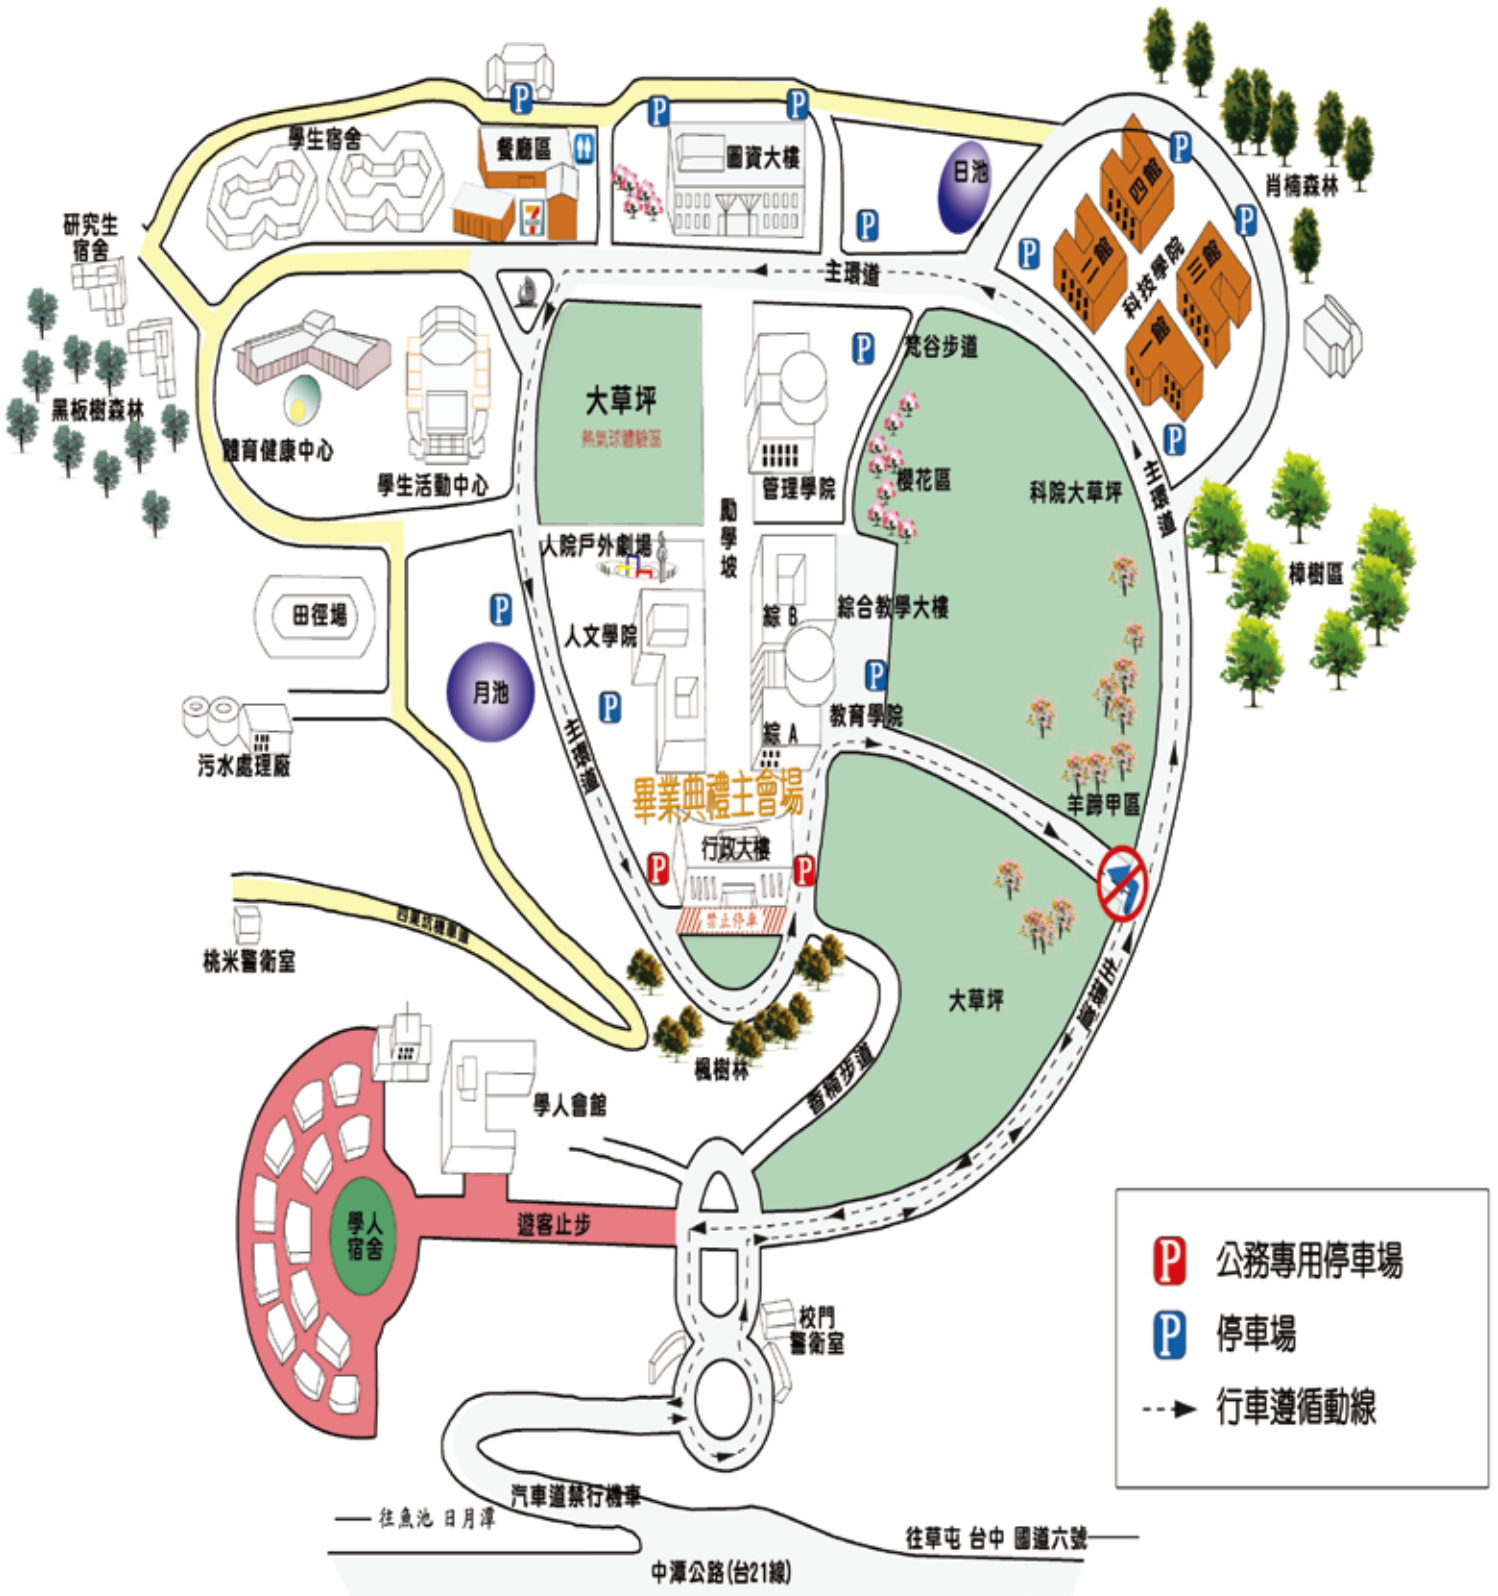 P
P
P
學生宿舍
餐廳區
圖資大樓
日池
P
四館
肖楠森林
研究生
宿舍
7
P
P
P
二館
科技學院
三館
主環道
一館
P
梵谷步道
大草坪
熱氣球體驗區
黑板樹森林
體育健康中心
學生活動中心
管理學院
櫻花區
科院大草坪
主環道
P
勵學坡
人院戶外劇場
樟樹區
田徑場
P
人文學院
綜 B
綜合教學大樓
P
月池
P
教育學院
綜 A
主環道
污水處理廠
畢業典禮主會場
羊蹄甲區
行政大樓
P
P
禁止停車
桃米警衛室
大草坪
主環道
楓樹林
香楠步道
學人會館
學人
宿舍
遊客止步
校門
警衛室
P 公務專用停車場
P 停車場
行車遵循動線
汽車道禁行機車
往魚池 日月潭
往草屯 台中 國道六號
中潭公路(台21線)